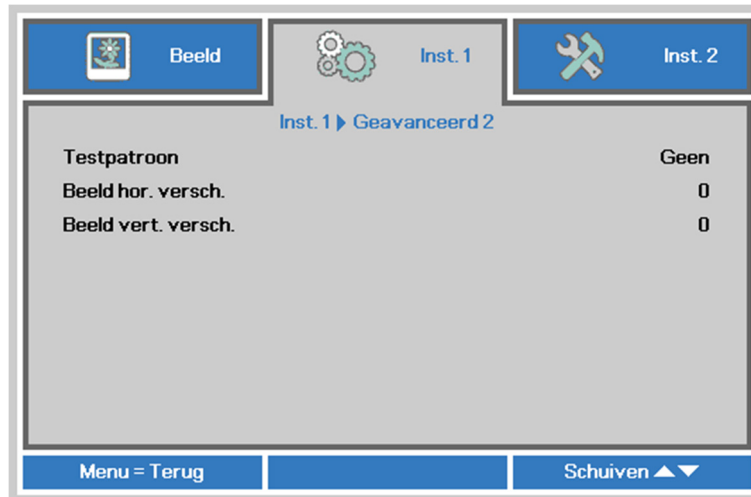 Beeld
Inst. 1
Inst. 2
Inst. 1 Geavanceerd 2
Testpatroon Geen
Beeld hor. versch. 0
Beeld vert. versch. 0
Menu = Terug
Schuiven